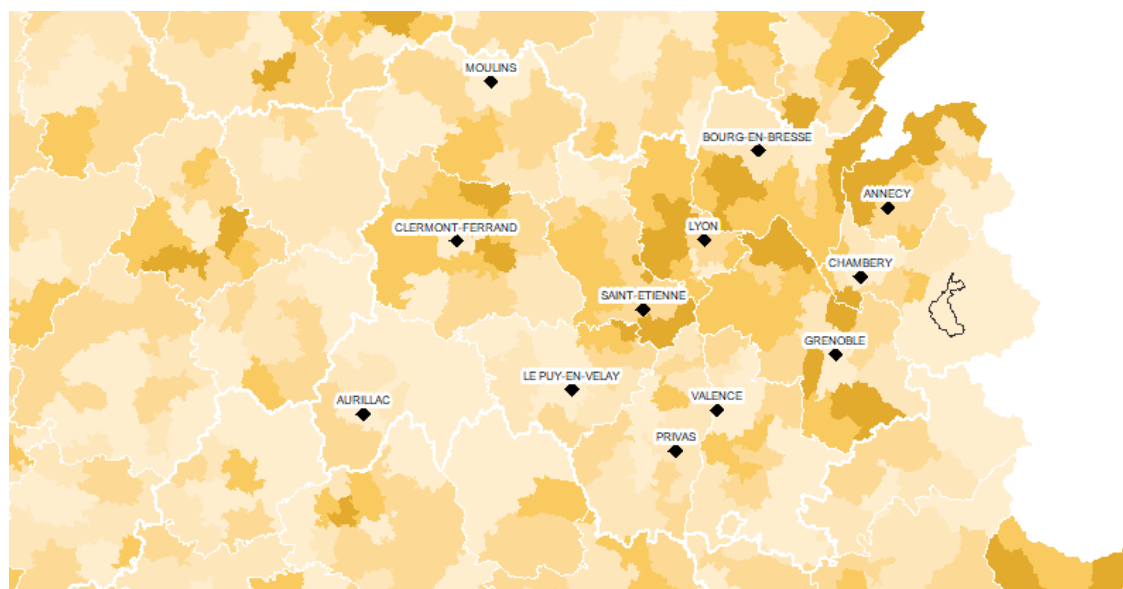 MOULINS
BOURG-EN-BRESSE
ANNECY
CLERMONT-FERRAND
LYON
CHAMBERY
SAINT-ETIENNE
GRENOBLE
LE PUY-EN-VELAY
AURILLAC
VALENCE
PRIVAS